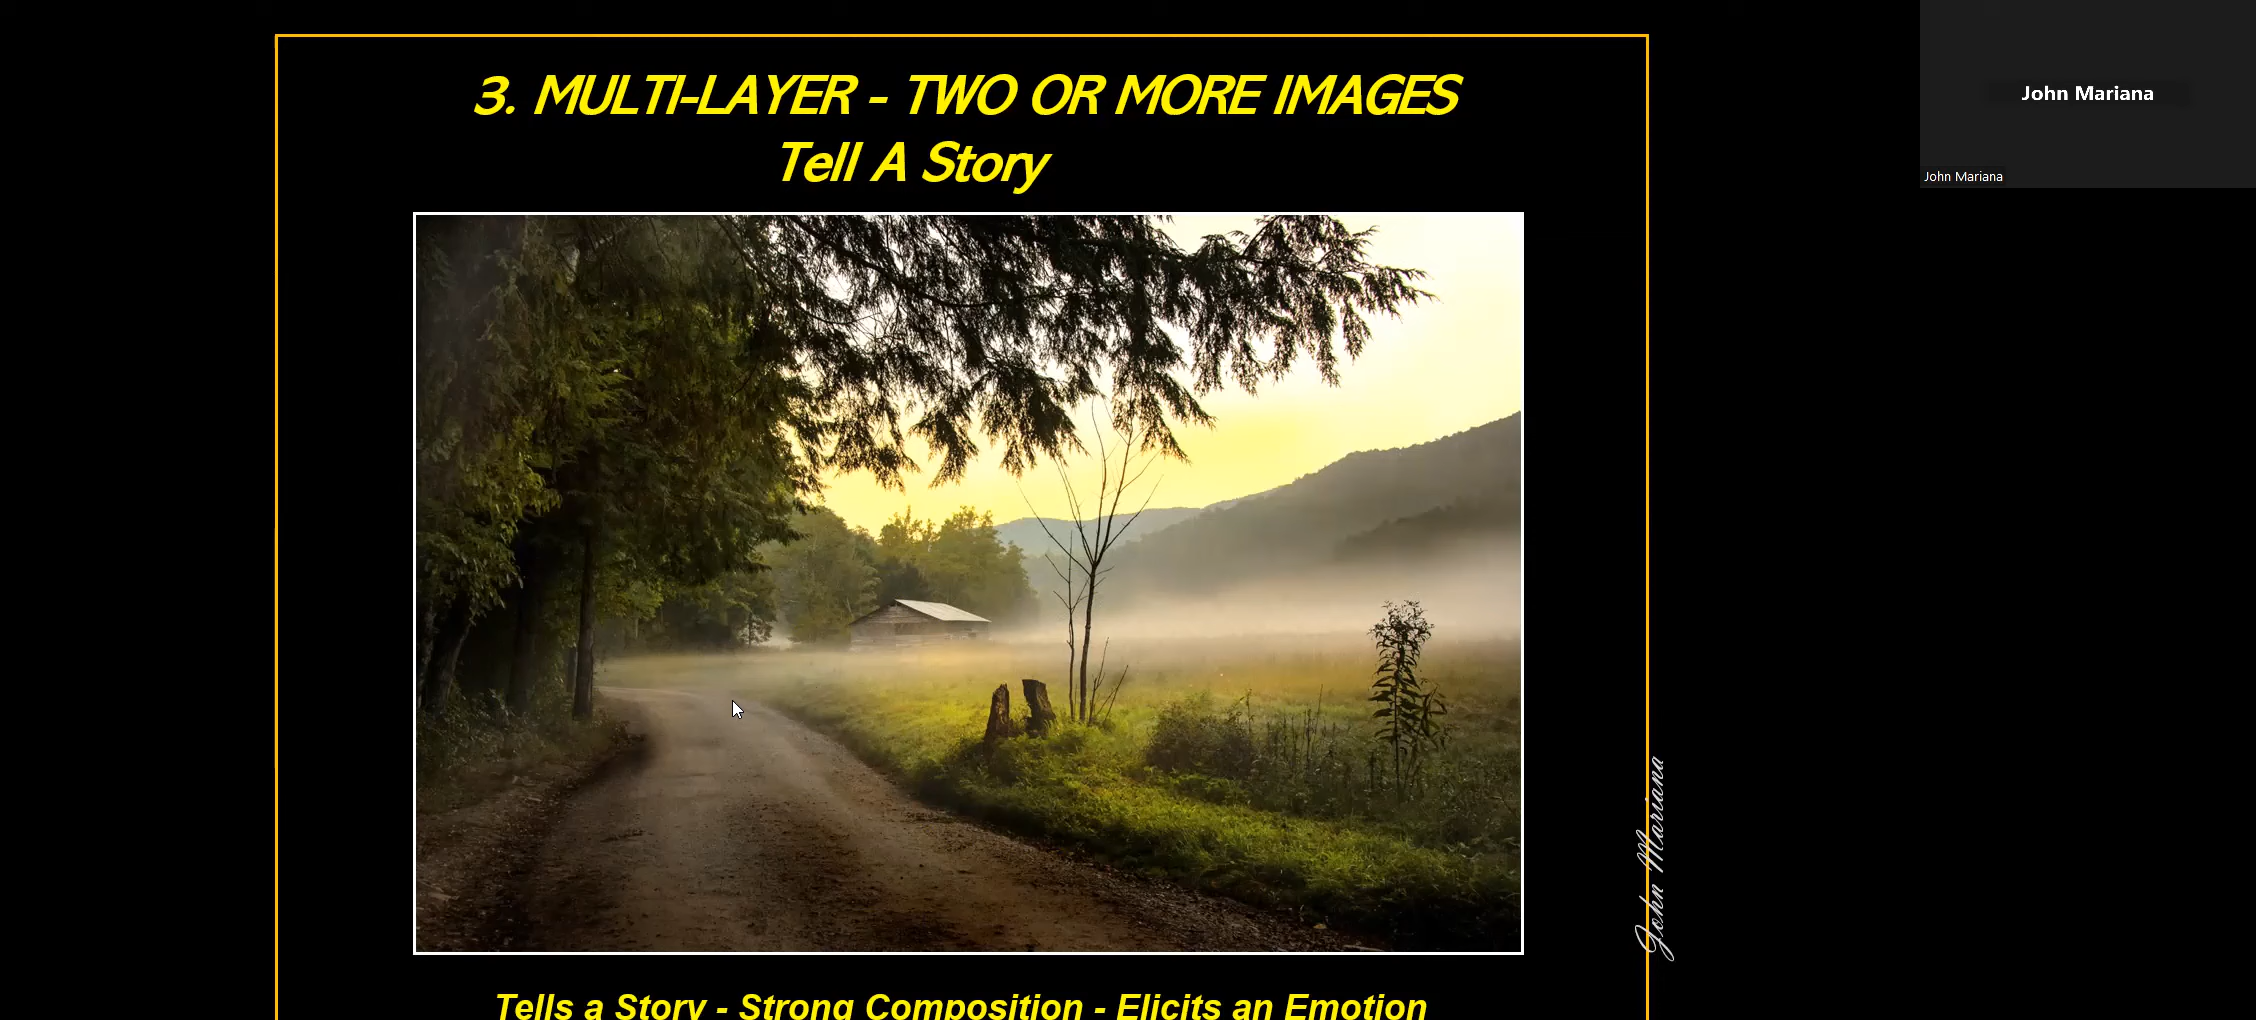 3. MULTI-LAYER - TWO OR MORE IMAGES
Tell A Story
John Mariana
John Mariana
John Mariana
Tells a Story - Strong Composition - Elicits an Emotion